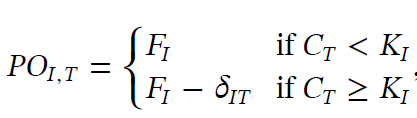 PO_{I,T} = { F_I if C_T < K_I
F_I − δ_{IT} if C_T ≥ K_I,